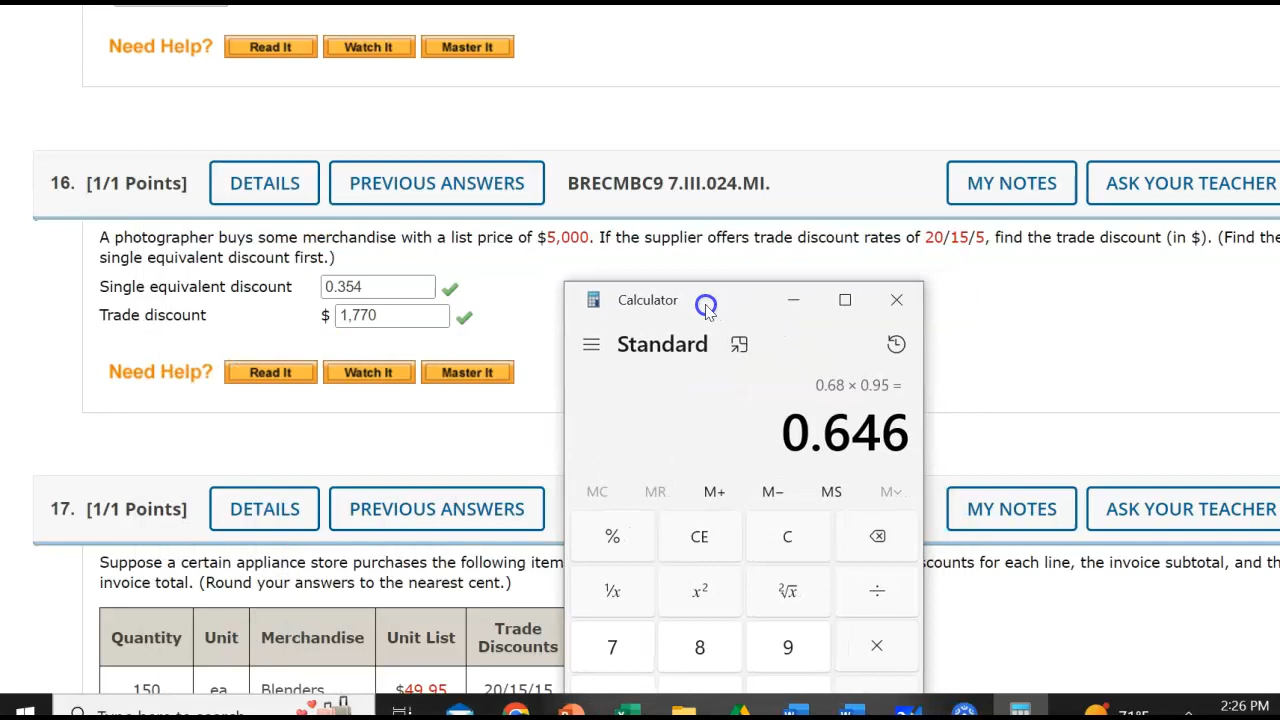 Need Help? Read It Watch It Master It
16. [1/1 Points] DETAILS PREVIOUS ANSWERS BRECMBC9 7.III.024.MI. MY NOTES ASK YOUR TEACHER
A photographer buys some merchandise with a list price of $5,000. If the supplier offers trade discount rates of 20/15/5, find the trade discount (in $). (Find the
single equivalent discount first.)
Single equivalent discount 0.354
Trade discount $ 1,770
Need Help? Read It Watch It Master It
Calculator
Standard
0.68 × 0.95 =
0.646
MC MR M+ M− MS M˅
% CE C
¹/x x² ²√x ÷
7 8 9 ×
17. [1/1 Points] DETAILS PREVIOUS ANSWERS MY NOTES ASK YOUR TEACHER
Suppose a certain appliance store purchases the following item scounts for each line, the invoice subtotal, and th
invoice total. (Round your answers to the nearest cent.)
Quantity Unit Merchandise Unit List Trade Discounts
150 ea Blenders $49.95 20/15/15
Type here to search
71°F
2:26 PM